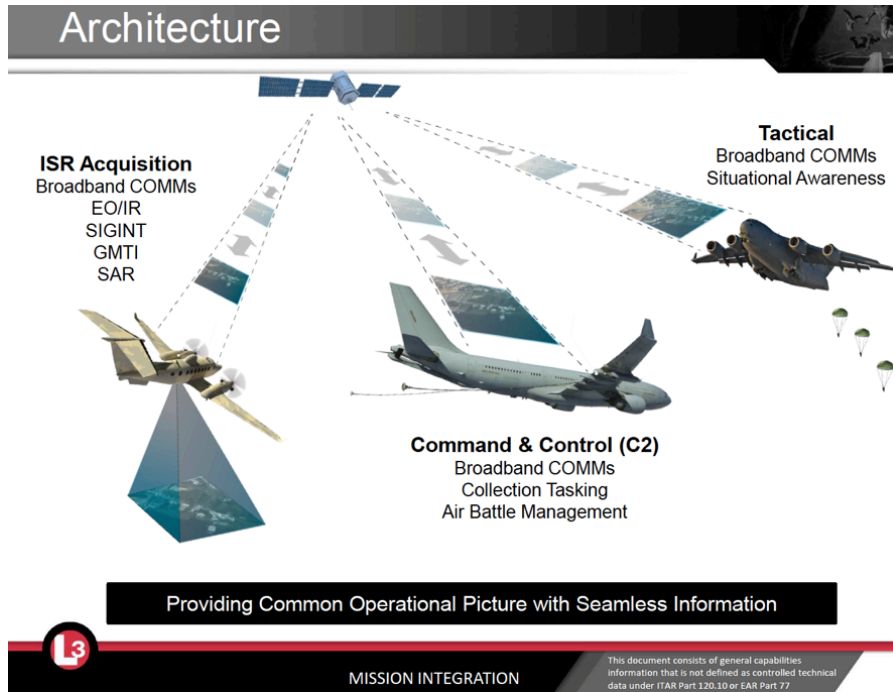 Architecture
ISR Acquisition
Broadband COMMs
EO/IR
SIGINT
GMTI
SAR
Tactical
Broadband COMMs
Situational Awareness
Command & Control (C2)
Broadband COMMs
Collection Tasking
Air Battle Management
Providing Common Operational Picture with Seamless Information
L3
MISSION INTEGRATION
This document consists of general capabilities
information that is not defined as controlled technical
data under ITAR Part 120.10 or EAR Part 77